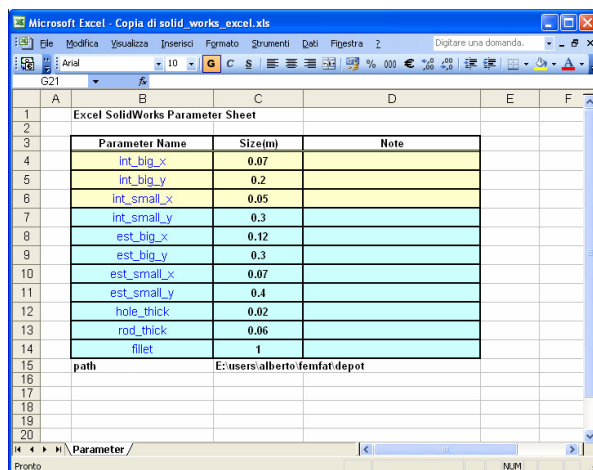 Microsoft Excel - Copia di solid_works_excel.xls
File Modifica Visualizza Inserisci Formato Strumenti Dati Finestra ? Digitare una domanda.
Arial 10 G C S % 000 €
G21 fx
A B C D E F
1 Excel SolidWorks Parameter Sheet
2
3 Parameter Name Size(m) Note
4 int_big_x 0.07
5 int_big_y 0.2
6 int_small_x 0.05
7 int_small_y 0.3
8 est_big_x 0.12
9 est_big_y 0.3
10 est_small_x 0.07
11 est_small_y 0.4
12 hole_thick 0.02
13 rod_thick 0.06
14 fillet 1
15 path E:\users\alberto\femfat\depot
16
17
18
19
20
Parameter
Pronto NUM